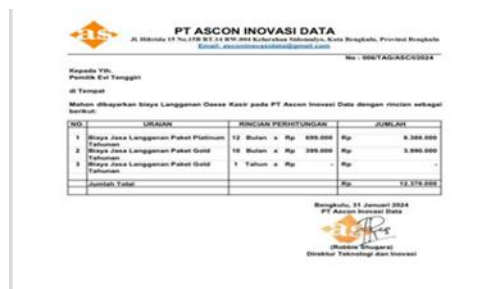 as
PT ASCON INOVASI DATA
Jl. Hibrida 15 No.15B RT.14 RW.004 Kelurahan Sidomulyo, Kota Bengkulu, Provinsi Bengkulu
Email: asconinovasidata@gmail.com
No : 006/TAG/ASC/I/2024
Kepada Yth.
Pemilik Evi Tenggiri
di Tempat
Mohon dibayarkan biaya Langganan Oasse Kasir pada PT Ascon Inovasi Data dengan rincian sebagai
berikut:
NO. URAIAN RINCIAN PERHITUNGAN JUMLAH
1 Biaya Jasa Langganan Paket Platinum Tahunan 12 Bulan x Rp 699.000 Rp 8.388.000
2 Biaya Jasa Langganan Paket Gold Tahunan 10 Bulan x Rp 399.000 Rp 3.990.000
3 Biaya Jasa Langganan Paket Gold Tahunan 1 Tahun x Rp - Rp -
Jumlah Total Rp 12.378.000
Bengkulu, 31 Januari 2024
PT Ascon Inovasi Data
as
(Robbie Shugara)
Direktur Teknologi dan Inovasi